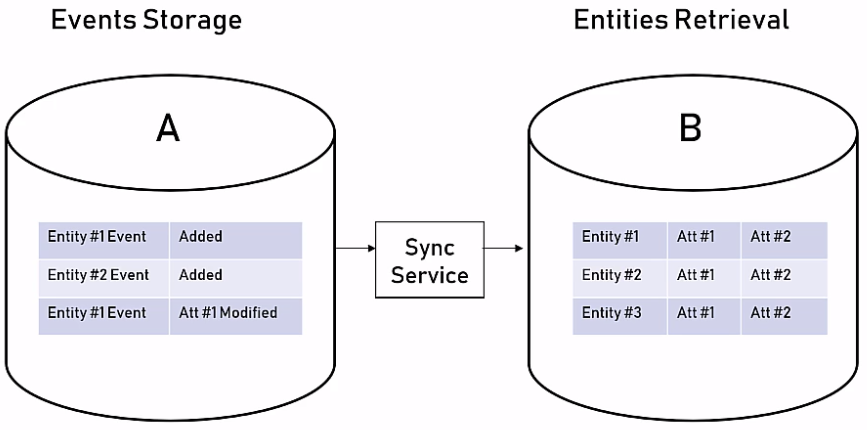 Events Storage
Entities Retrieval
A
B
Entity #1 Event Added
Entity #2 Event Added
Entity #1 Event Att #1 Modified
Sync
Service
Entity #1 Att #1 Att #2
Entity #2 Att #1 Att #2
Entity #3 Att #1 Att #2